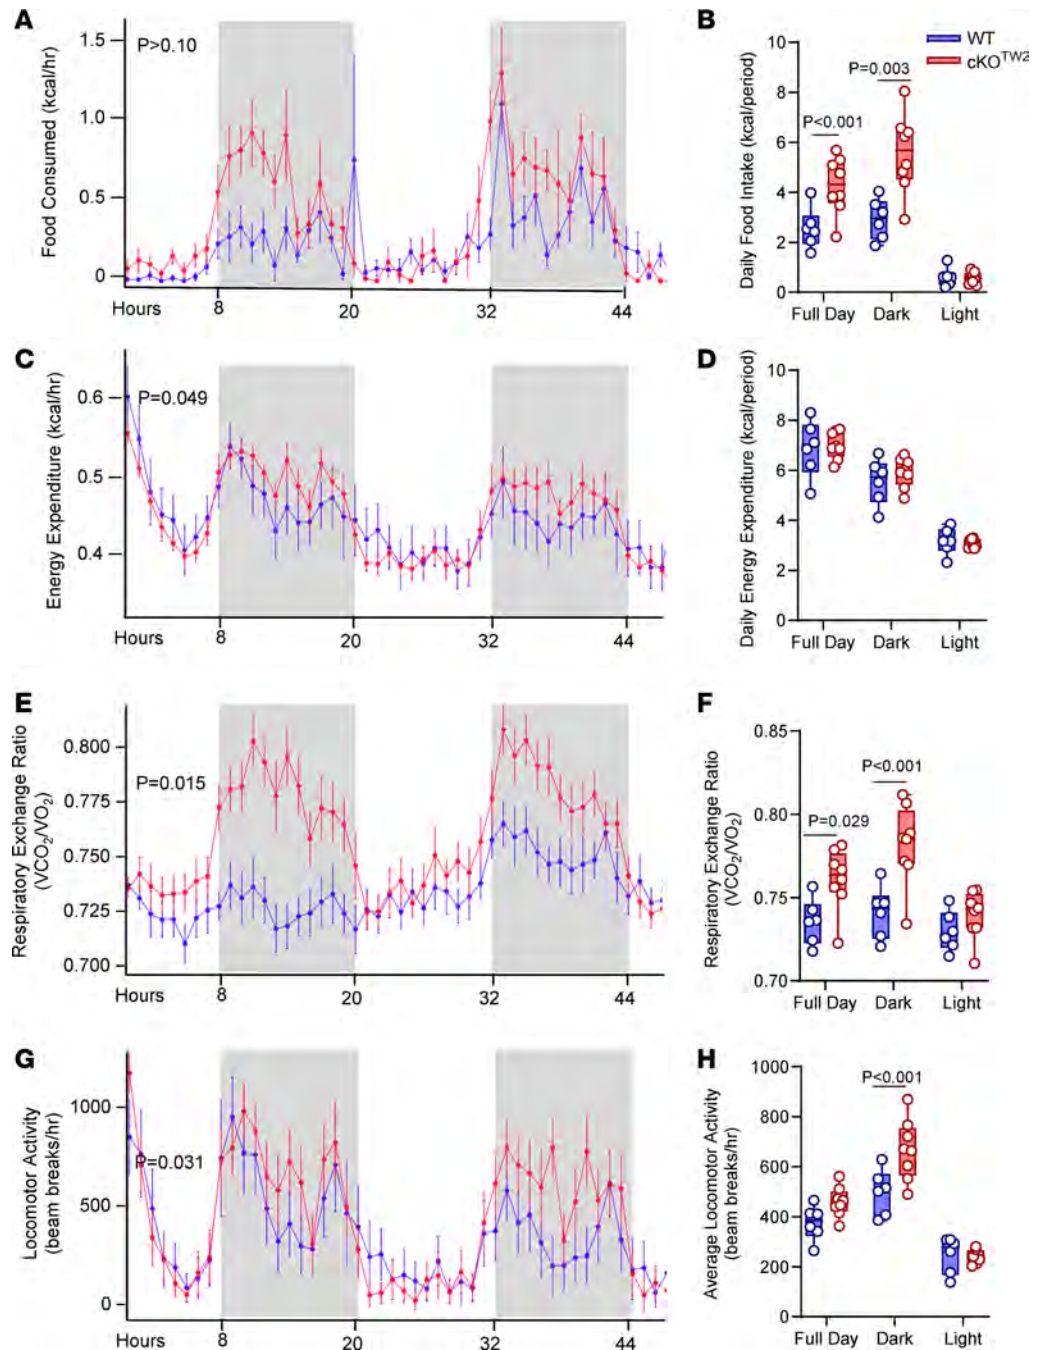 A
Food Consumed (kcal/hr)
1.5
1.0
0.5
0
P>0.10
Hours
8
20
32
44
B
WT
cKO^TW2
Daily Food Intake (kcal/period)
10
8
6
4
2
0
P<0.001
P=0.003
Full Day
Dark
Light
C
Energy Expenditure (kcal/hr)
0.6
0.5
0.4
P=0.049
Hours
8
20
32
44
D
Daily Energy Expenditure (kcal/period)
10
8
6
4
2
0
Full Day
Dark
Light
E
Respiratory Exchange Ratio
(VCO₂/VO₂)
0.800
0.775
0.750
0.725
0.700
P=0.015
Hours
8
20
32
44
F
Respiratory Exchange Ratio
(VCO₂/VO₂)
0.85
0.80
0.75
0.70
P=0.029
P<0.001
Full Day
Dark
Light
G
Locomotor Activity
(beam breaks/hr)
1000
500
0
P=0.031
Hours
8
20
32
44
H
Average Locomotor Activity
(beam breaks/hr)
1000
800
600
400
200
0
P<0.001
Full Day
Dark
Light